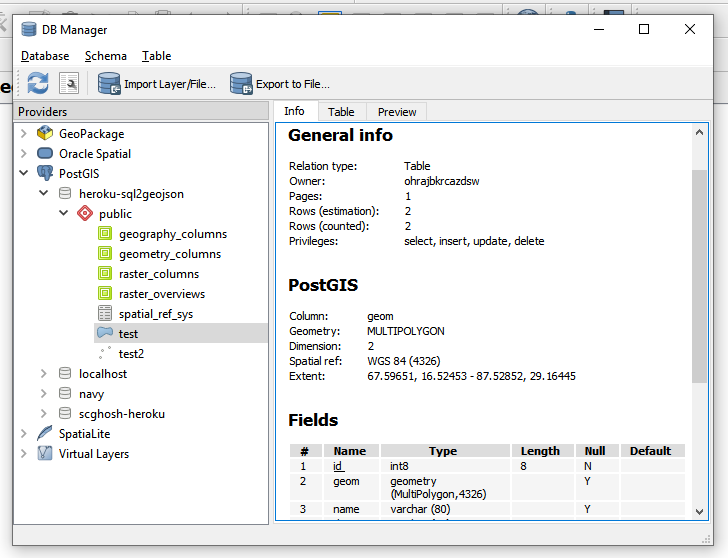 DB Manager
Database Schema Table
Import Layer/File... Export to File...
Providers
GeoPackage
Oracle Spatial
PostGIS
heroku-sql2geojson
public
geography_columns
geometry_columns
raster_columns
raster_overviews
spatial_ref_sys
test
test2
localhost
navy
scghosh-heroku
SpatiaLite
Virtual Layers
Info Table Preview
General info
Relation type: Table
Owner: ohrajbkrcazdsw
Pages: 1
Rows (estimation): 2
Rows (counted): 2
Privileges: select, insert, update, delete
PostGIS
Column: geom
Geometry: MULTIPOLYGON
Dimension: 2
Spatial ref: WGS 84 (4326)
Extent: 67.59651, 16.52453 - 87.52852, 29.16445
Fields
# Name Type Length Null Default
1 id int8 8 N
2 geom geometry (MultiPolygon,4326) Y
3 name varchar (80) Y